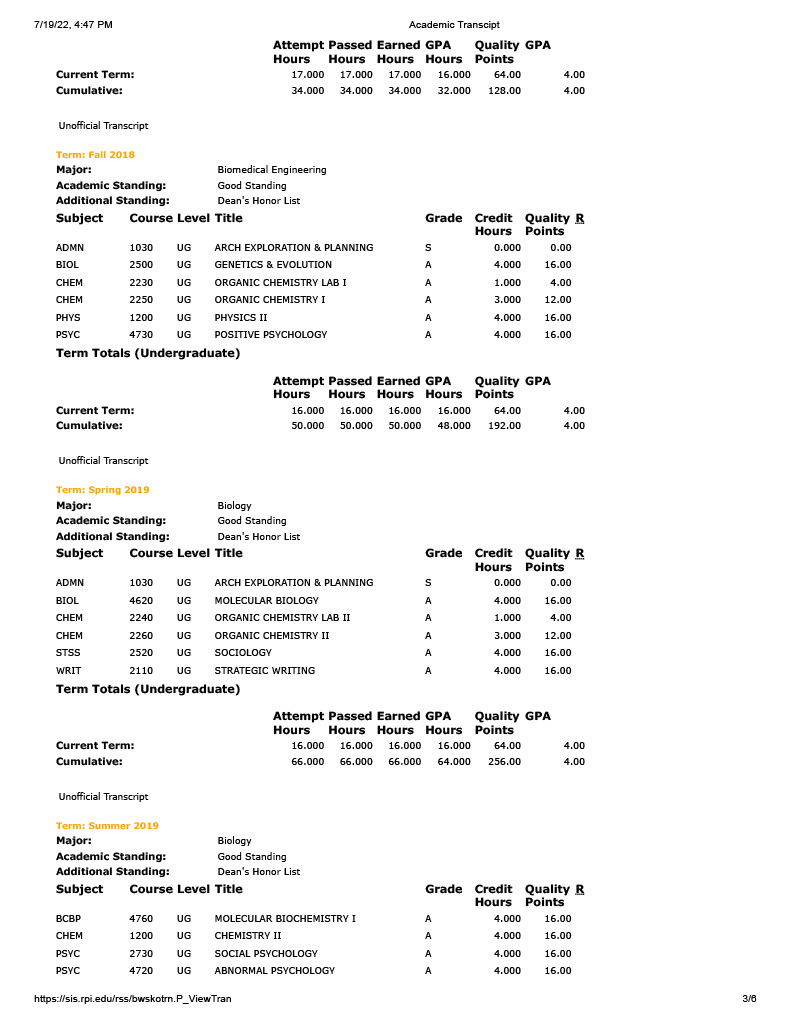 7/19/22, 4:47 PM Academic Transcipt
Attempt Passed Earned GPA Quality GPA
Hours Hours Hours Hours Points
Current Term: 17.000 17.000 17.000 16.000 64.00 4.00
Cumulative: 34.000 34.000 34.000 32.000 128.00 4.00
Unofficial Transcript
Term: Fall 2018
Major: Biomedical Engineering
Academic Standing: Good Standing
Additional Standing: Dean's Honor List
Subject Course Level Title Grade Credit Quality R
Hours Points
ADMN 1030 UG ARCH EXPLORATION & PLANNING S 0.000 0.00
BIOL 2500 UG GENETICS & EVOLUTION A 4.000 16.00
CHEM 2230 UG ORGANIC CHEMISTRY LAB I A 1.000 4.00
CHEM 2250 UG ORGANIC CHEMISTRY I A 3.000 12.00
PHYS 1200 UG PHYSICS II A 4.000 16.00
PSYC 4730 UG POSITIVE PSYCHOLOGY A 4.000 16.00
Term Totals (Undergraduate)
Attempt Passed Earned GPA Quality GPA
Hours Hours Hours Hours Points
Current Term: 16.000 16.000 16.000 16.000 64.00 4.00
Cumulative: 50.000 50.000 50.000 48.000 192.00 4.00
Unofficial Transcript
Term: Spring 2019
Major: Biology
Academic Standing: Good Standing
Additional Standing: Dean's Honor List
Subject Course Level Title Grade Credit Quality R
Hours Points
ADMN 1030 UG ARCH EXPLORATION & PLANNING S 0.000 0.00
BIOL 4620 UG MOLECULAR BIOLOGY A 4.000 16.00
CHEM 2240 UG ORGANIC CHEMISTRY LAB II A 1.000 4.00
CHEM 2260 UG ORGANIC CHEMISTRY II A 3.000 12.00
STSS 2520 UG SOCIOLOGY A 4.000 16.00
WRIT 2110 UG STRATEGIC WRITING A 4.000 16.00
Term Totals (Undergraduate)
Attempt Passed Earned GPA Quality GPA
Hours Hours Hours Hours Points
Current Term: 16.000 16.000 16.000 16.000 64.00 4.00
Cumulative: 66.000 66.000 66.000 64.000 256.00 4.00
Unofficial Transcript
Term: Summer 2019
Major: Biology
Academic Standing: Good Standing
Additional Standing: Dean's Honor List
Subject Course Level Title Grade Credit Quality R
Hours Points
BCBP 4760 UG MOLECULAR BIOCHEMISTRY I A 4.000 16.00
CHEM 1200 UG CHEMISTRY II A 4.000 16.00
PSYC 2730 UG SOCIAL PSYCHOLOGY A 4.000 16.00
PSYC 4720 UG ABNORMAL PSYCHOLOGY A 4.000 16.00
https://sis.rpi.edu/rss/bwskotrn.P_ViewTran 3/6